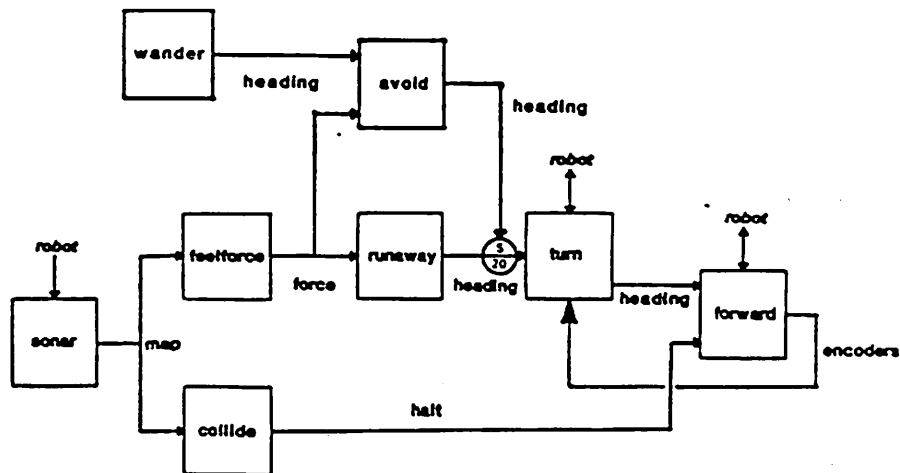 wander
heading
avoid
heading
robot
robot
robot
feelforce
force
runaway
S
20
heading
turn
heading
forward
sonar
map
encoders
collide
halt